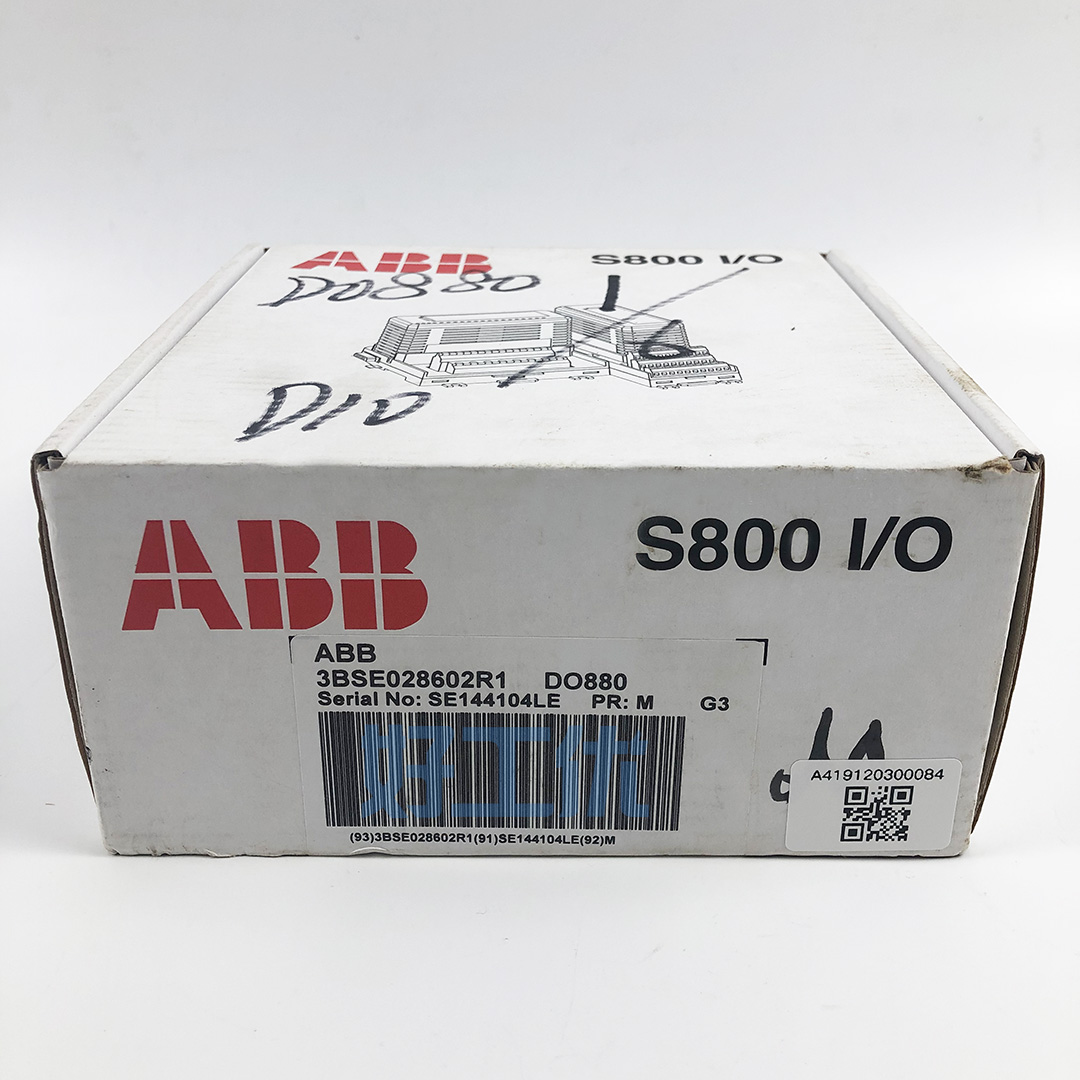 ABB S800 I/O
DO880
D10
ABB S800 I/O
ABB
3BSE028602R1 DO880
Serial No: SE144104LE PR: M G3
好工优
(93)3BSE028602R1(91)SE144104LE(92)M
A419120300084